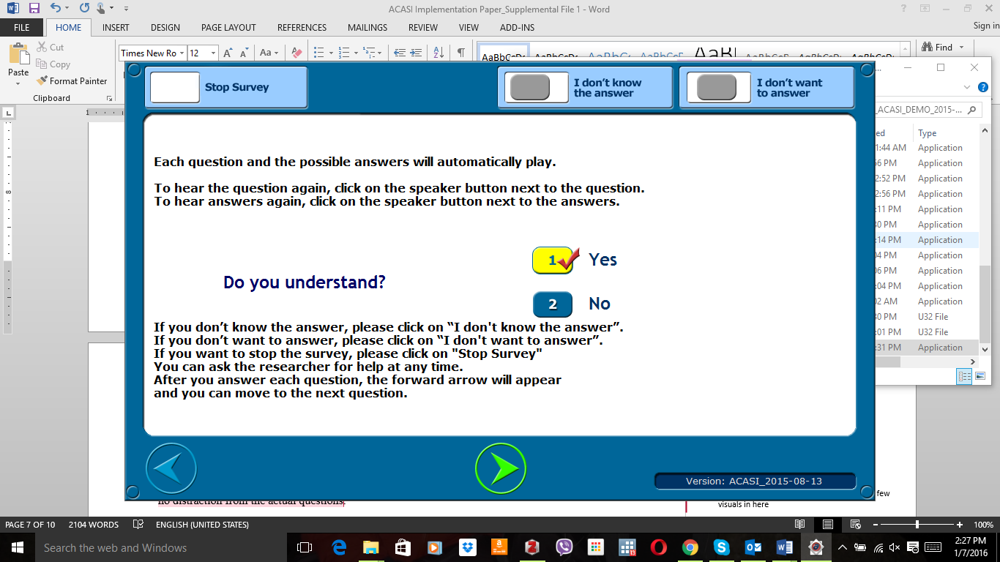 ACASI Implementation Paper_Supplemental File 1 - Word
FILE HOME INSERT DESIGN PAGE LAYOUT REFERENCES MAILINGS REVIEW VIEW ADD-INS Sign in
Paste
Cut
Copy
Format Painter
Clipboard
Times New Ro 12
AaBbCcDc AaBbCcDc AaBbC AaBbCcE AaBl
Find
Stop Survey
I don’t know
the answer
I don’t want
to answer
Each question and the possible answers will automatically play.
To hear the question again, click on the speaker button next to the question.
To hear answers again, click on the speaker button next to the answers.
Do you understand?
1 Yes
2 No
If you don’t know the answer, please click on “I don't know the answer”.
If you don’t want to answer, please click on “I don't want to answer”.
If you want to stop the survey, please click on "Stop Survey"
You can ask the researcher for help at any time.
After you answer each question, the forward arrow will appear
and you can move to the next question.
Version: ACASI_2015-08-13
_ACASI_DEMO_2015-...
ed Type
1:44 AM Application
56 PM Application
2:52 PM Application
2:56 PM Application
:11 PM Application
30 PM Application
:14 PM Application
04 PM Application
06 PM Application
:04 PM Application
02 AM Application
30 PM U32 File
:01 PM U32 File
:31 PM Application
no distraction from the actual questions.
few
visuals in here
PAGE 7 OF 10 2104 WORDS ENGLISH (UNITED STATES) 100%
Search the web and Windows
2:27 PM
1/7/2016